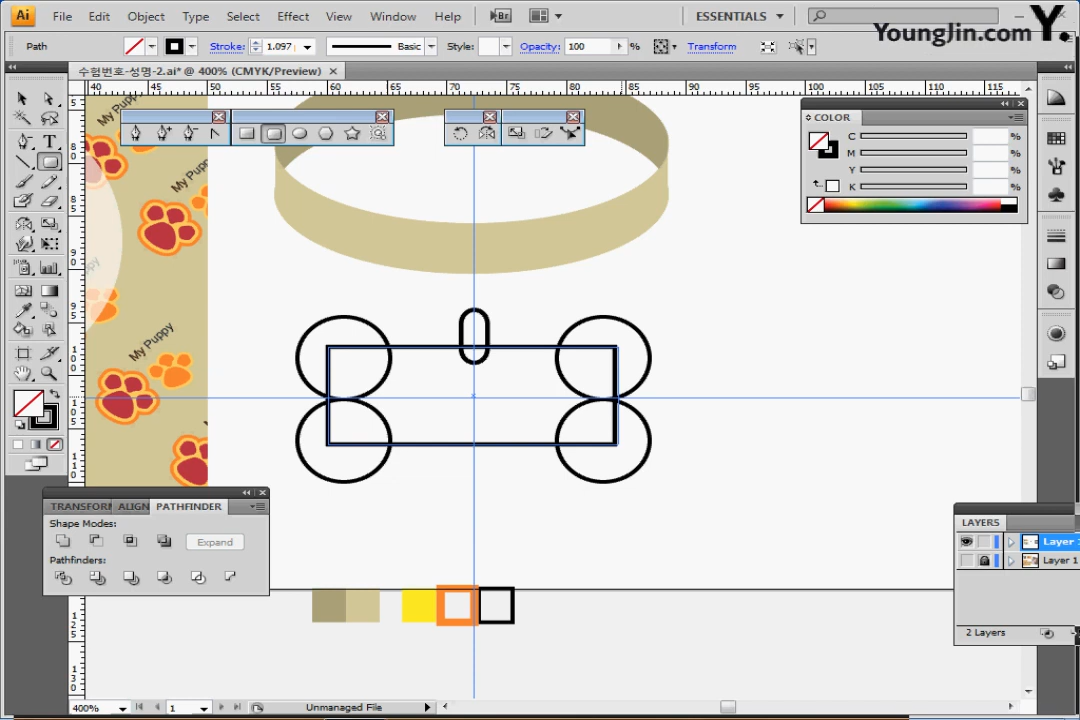 Ai File Edit Object Type Select Effect View Window Help Br ESSENTIALS
YoungJin.com Y.
Path Stroke: 1.097 Basic Style: Opacity: 100 % Transform
수험번호-성명-2.ai* @ 400% (CMYK/Preview)
40 45 50 55 60 65 70 75 80 85 90 95 100 105 110 115
COLOR
C %
M %
Y %
K %
My Puppy
My Puppy
My Puppy
TRANSFORM ALIGN PATHFINDER
Shape Modes:
Expand
Pathfinders:
LAYERS
Layer
Layer 1
2 Layers
400% 1 Unmanaged File